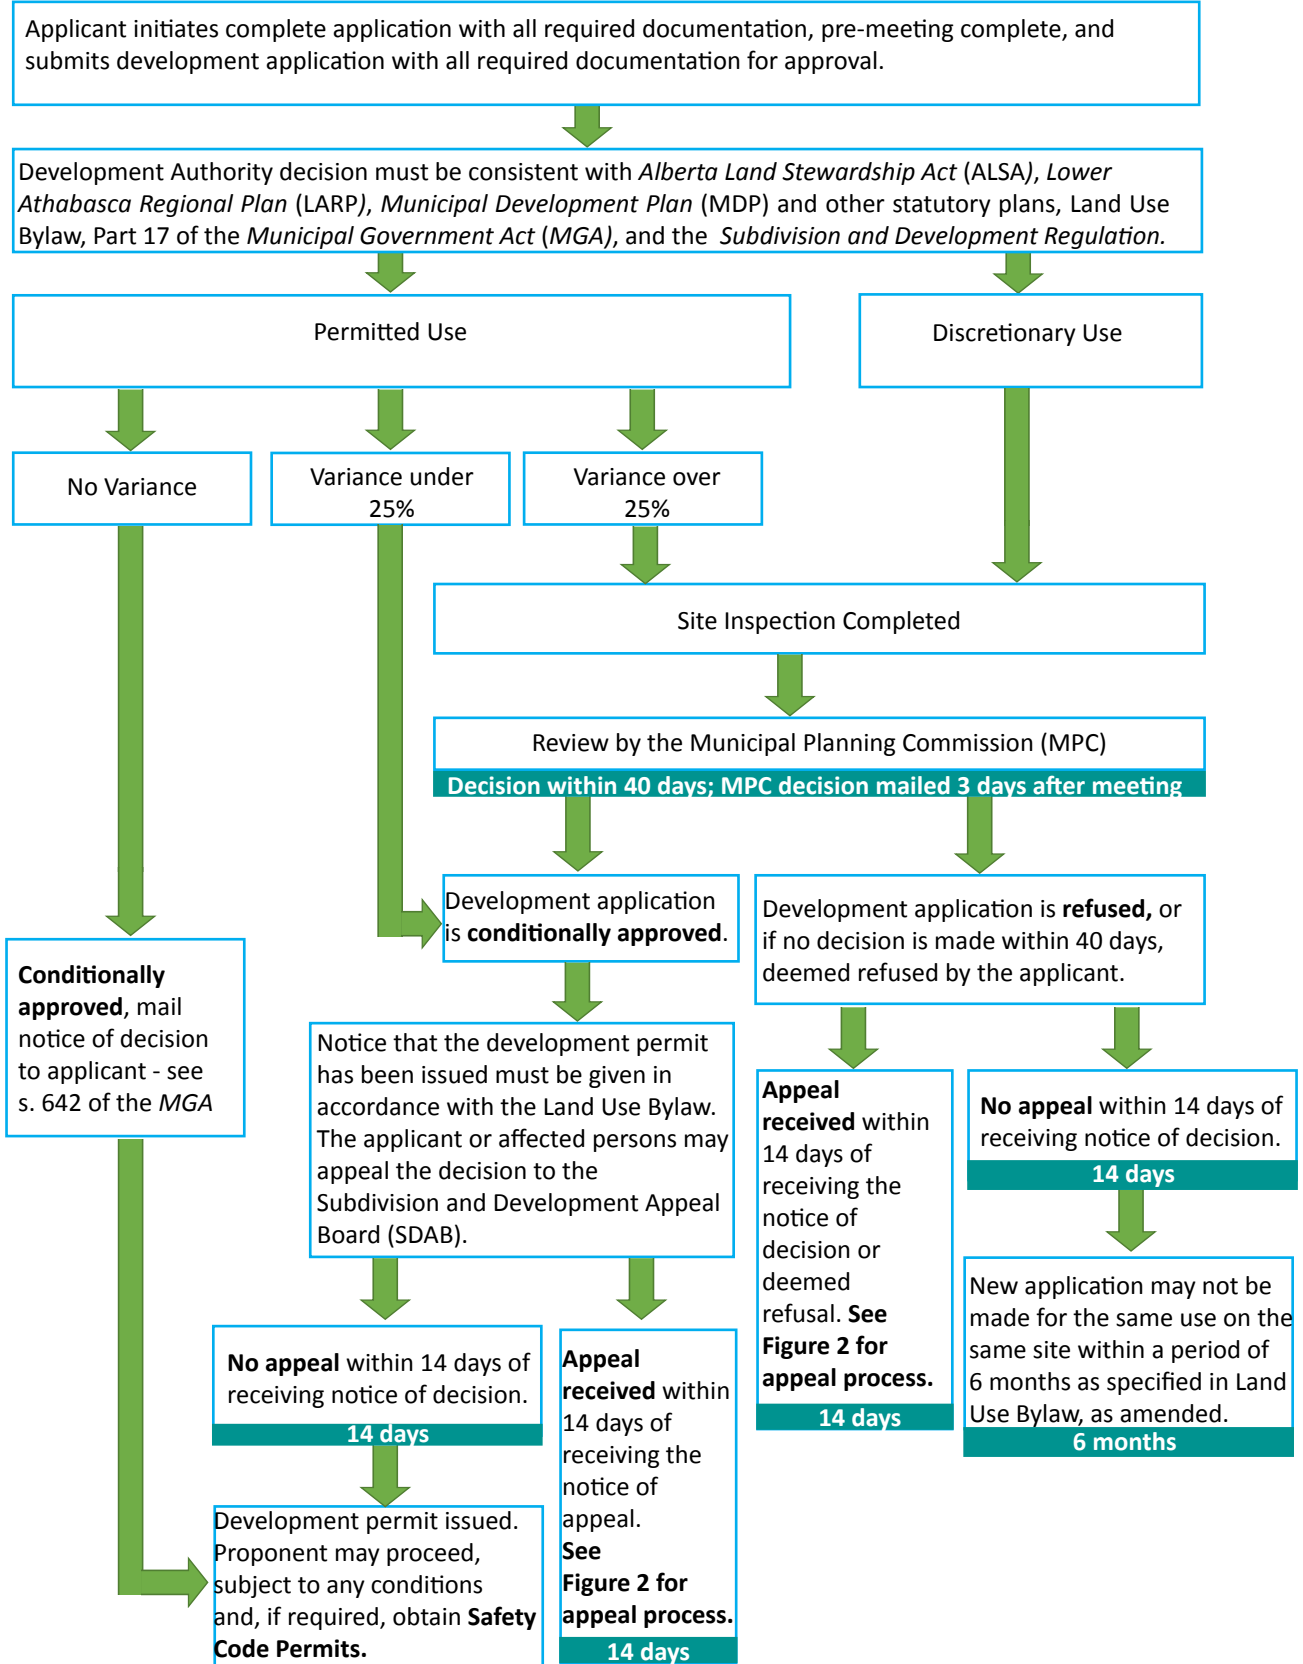 Applicant initiates complete application with all required documentation, pre-meeting complete, and
submits development application with all required documentation for approval.
Development Authority decision must be consistent with Alberta Land Stewardship Act (ALSA), Lower
Athabasca Regional Plan (LARP), Municipal Development Plan (MDP) and other statutory plans, Land Use
Bylaw, Part 17 of the Municipal Government Act (MGA), and the Subdivision and Development Regulation.
Permitted Use
Discretionary Use
No Variance
Variance under
25%
Variance over
25%
Site Inspection Completed
Review by the Municipal Planning Commission (MPC)
Decision within 40 days; MPC decision mailed 3 days after meeting
Development application
is conditionally approved.
Development application is refused, or
if no decision is made within 40 days,
deemed refused by the applicant.
Conditionally
approved, mail
notice of decision
to applicant - see
s. 642 of the MGA
Notice that the development permit
has been issued must be given in
accordance with the Land Use Bylaw.
The applicant or affected persons may
appeal the decision to the
Subdivision and Development Appeal
Board (SDAB).
Appeal
received within
14 days of
receiving the
notice of
decision or
deemed
refusal. See
Figure 2 for
appeal process.
14 days
No appeal within 14 days of
receiving notice of decision.
14 days
New application may not be
made for the same use on the
same site within a period of
6 months as specified in Land
Use Bylaw, as amended.
6 months
No appeal within 14 days of
receiving notice of decision.
14 days
Appeal
received within
14 days of
receiving the
notice of
appeal.
See
Figure 2 for
appeal process.
14 days
Development permit issued.
Proponent may proceed,
subject to any conditions
and, if required, obtain Safety
Code Permits.